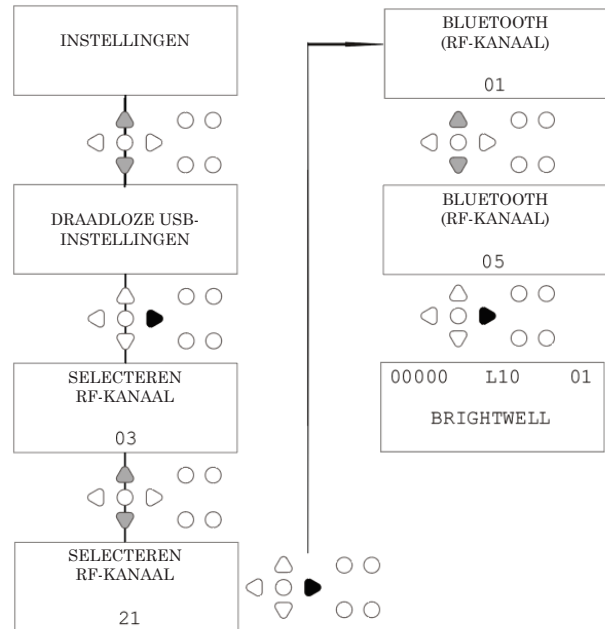 INSTELLINGEN
DRAADLOZE USB-
INSTELLINGEN
SELECTEREN
RF-KANAAL
03
SELECTEREN
RF-KANAAL
21
BLUETOOTH
(RF-KANAAL)
01
BLUETOOTH
(RF-KANAAL)
05
00000 L10 01
BRIGHTWELL